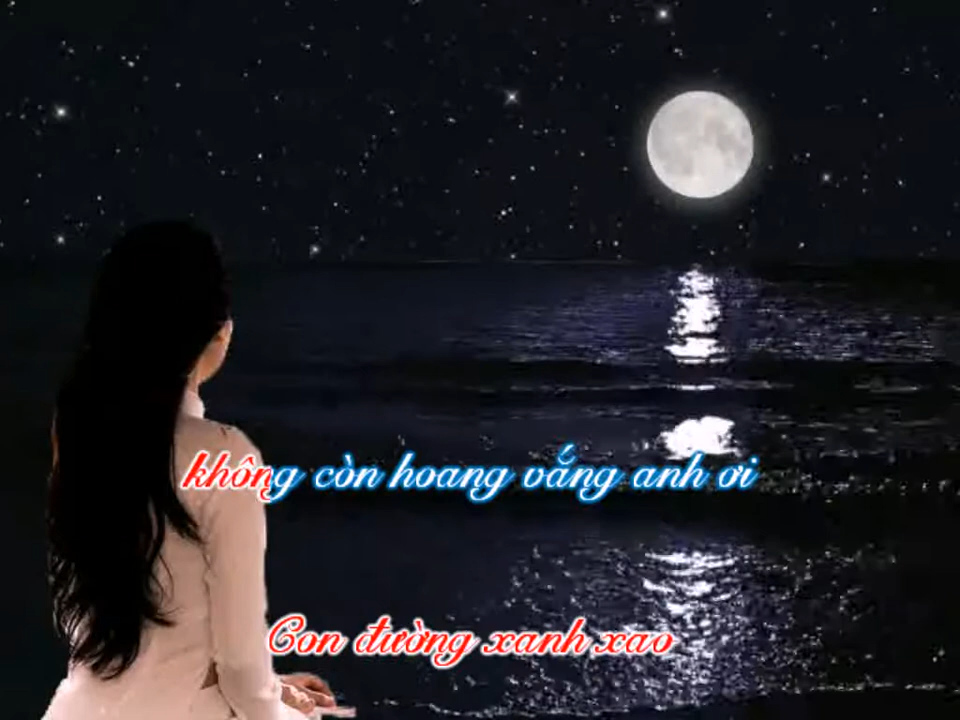 không còn hoang vắng anh ơi
Con đường xanh xao